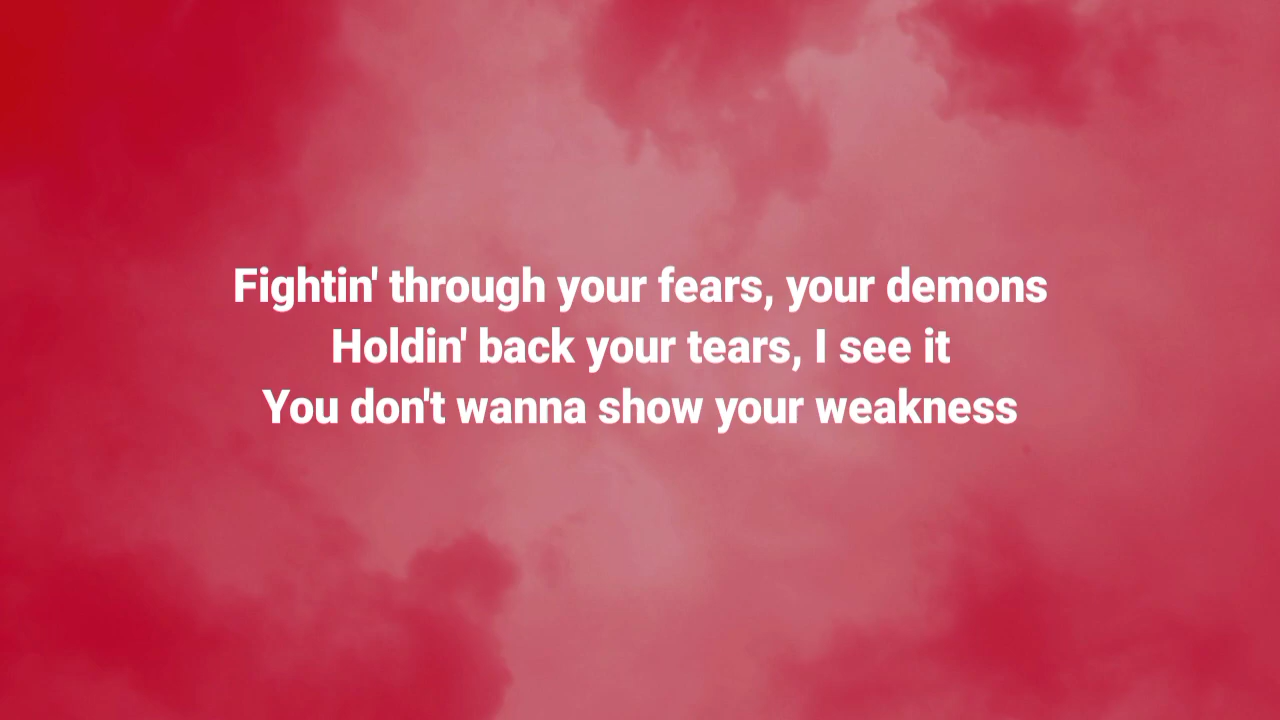 Fightin' through your fears, your demons
Holdin' back your tears, I see it
You don't wanna show your weakness